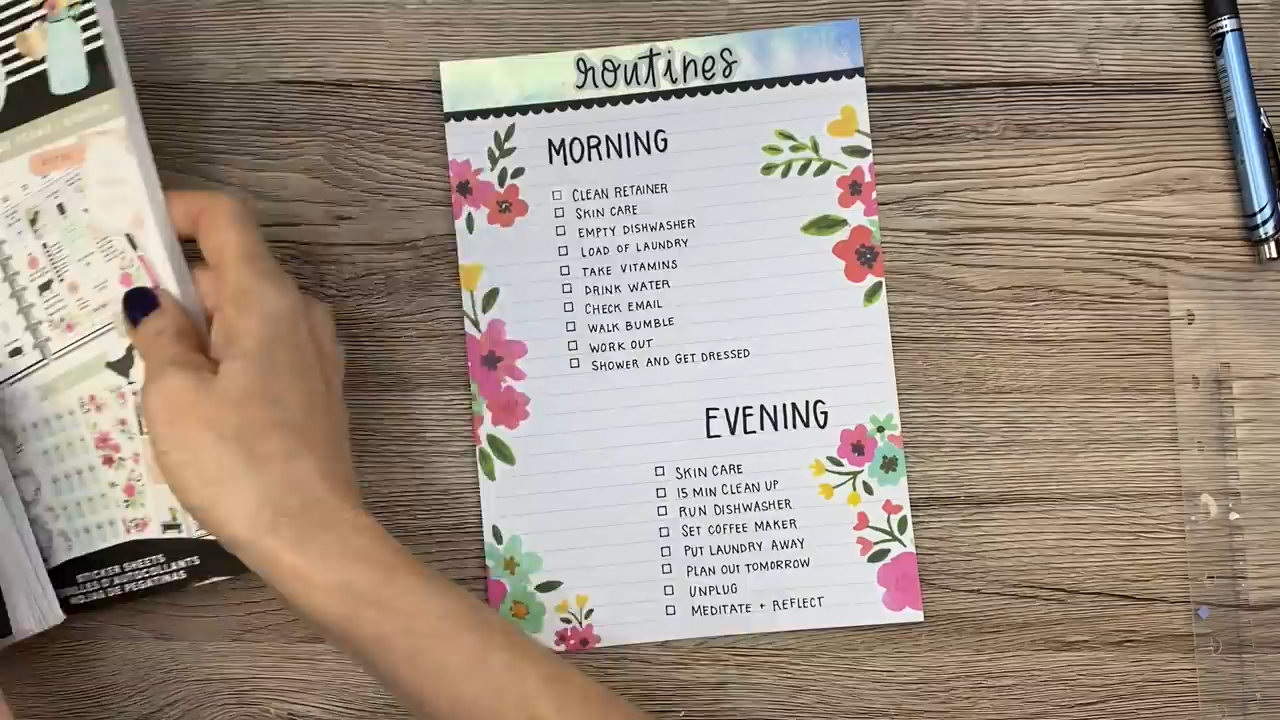 routines
MORNING
CLEAN RETAINER
SKIN CARE
EMPTY DISHWASHER
LOAD OF LAUNDRY
TAKE VITAMINS
DRINK WATER
CHECK EMAIL
WALK BUMBLE
WORK OUT
SHOWER AND GET DRESSED
EVENING
SKIN CARE
15 MIN CLEAN UP
RUN DISHWASHER
SET COFFEE MAKER
PUT LAUNDRY AWAY
PLAN OUT TOMORROW
UNPLUG
MEDITATE + REFLECT
STICKER SHEETS